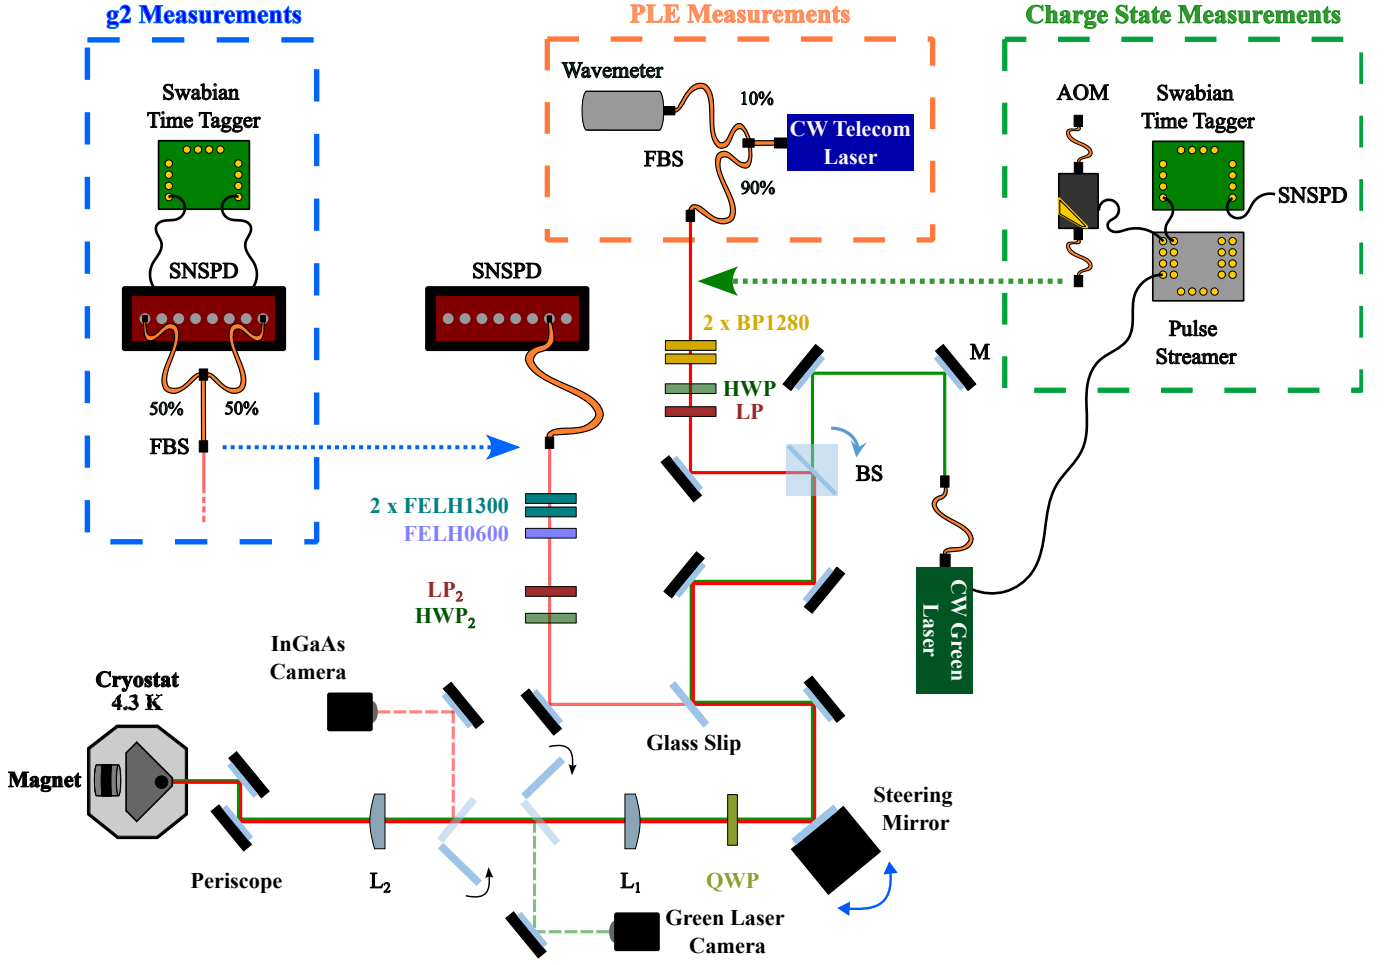 g2 Measurements
PLE Measurements
Charge State Measurements
Swabian
Time Tagger
SNSPD
50%
50%
FBS
Wavemeter
10%
CW Telecom
Laser
FBS
90%
AOM
Swabian
Time Tagger
SNSPD
Pulse
Streamer
SNSPD
2 x BP1280
HWP
LP
M
BS
2 x FELH1300
FELH0600
LP₂
HWP₂
CW Green
Laser
InGaAs
Camera
Cryostat
4.3 K
Magnet
Glass Slip
Steering
Mirror
Periscope
L₂
L₁
QWP
Green Laser
Camera